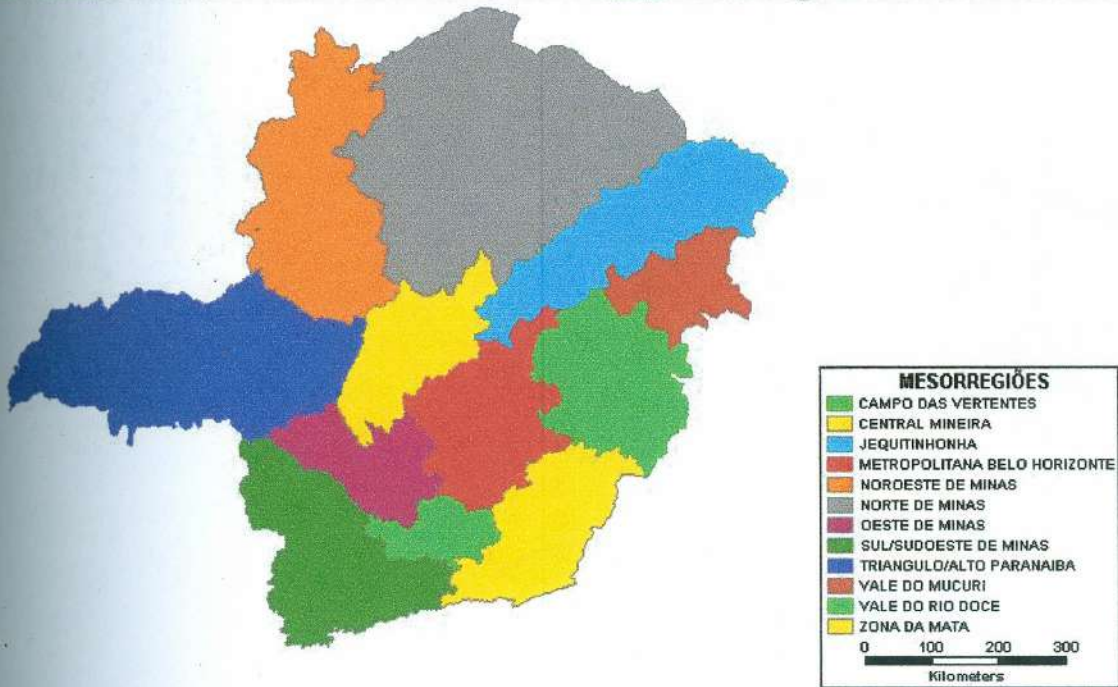 MESORREGIÕES
CAMPO DAS VERTENTES
CENTRAL MINEIRA
JEQUITINHONHA
METROPOLITANA BELO HORIZONTE
NOROESTE DE MINAS
NORTE DE MINAS
OESTE DE MINAS
SUL/SUDOESTE DE MINAS
TRIANGULO/ALTO PARANAIBA
VALE DO MUCURI
VALE DO RIO DOCE
ZONA DA MATA
0 100 200 300
Kilometers